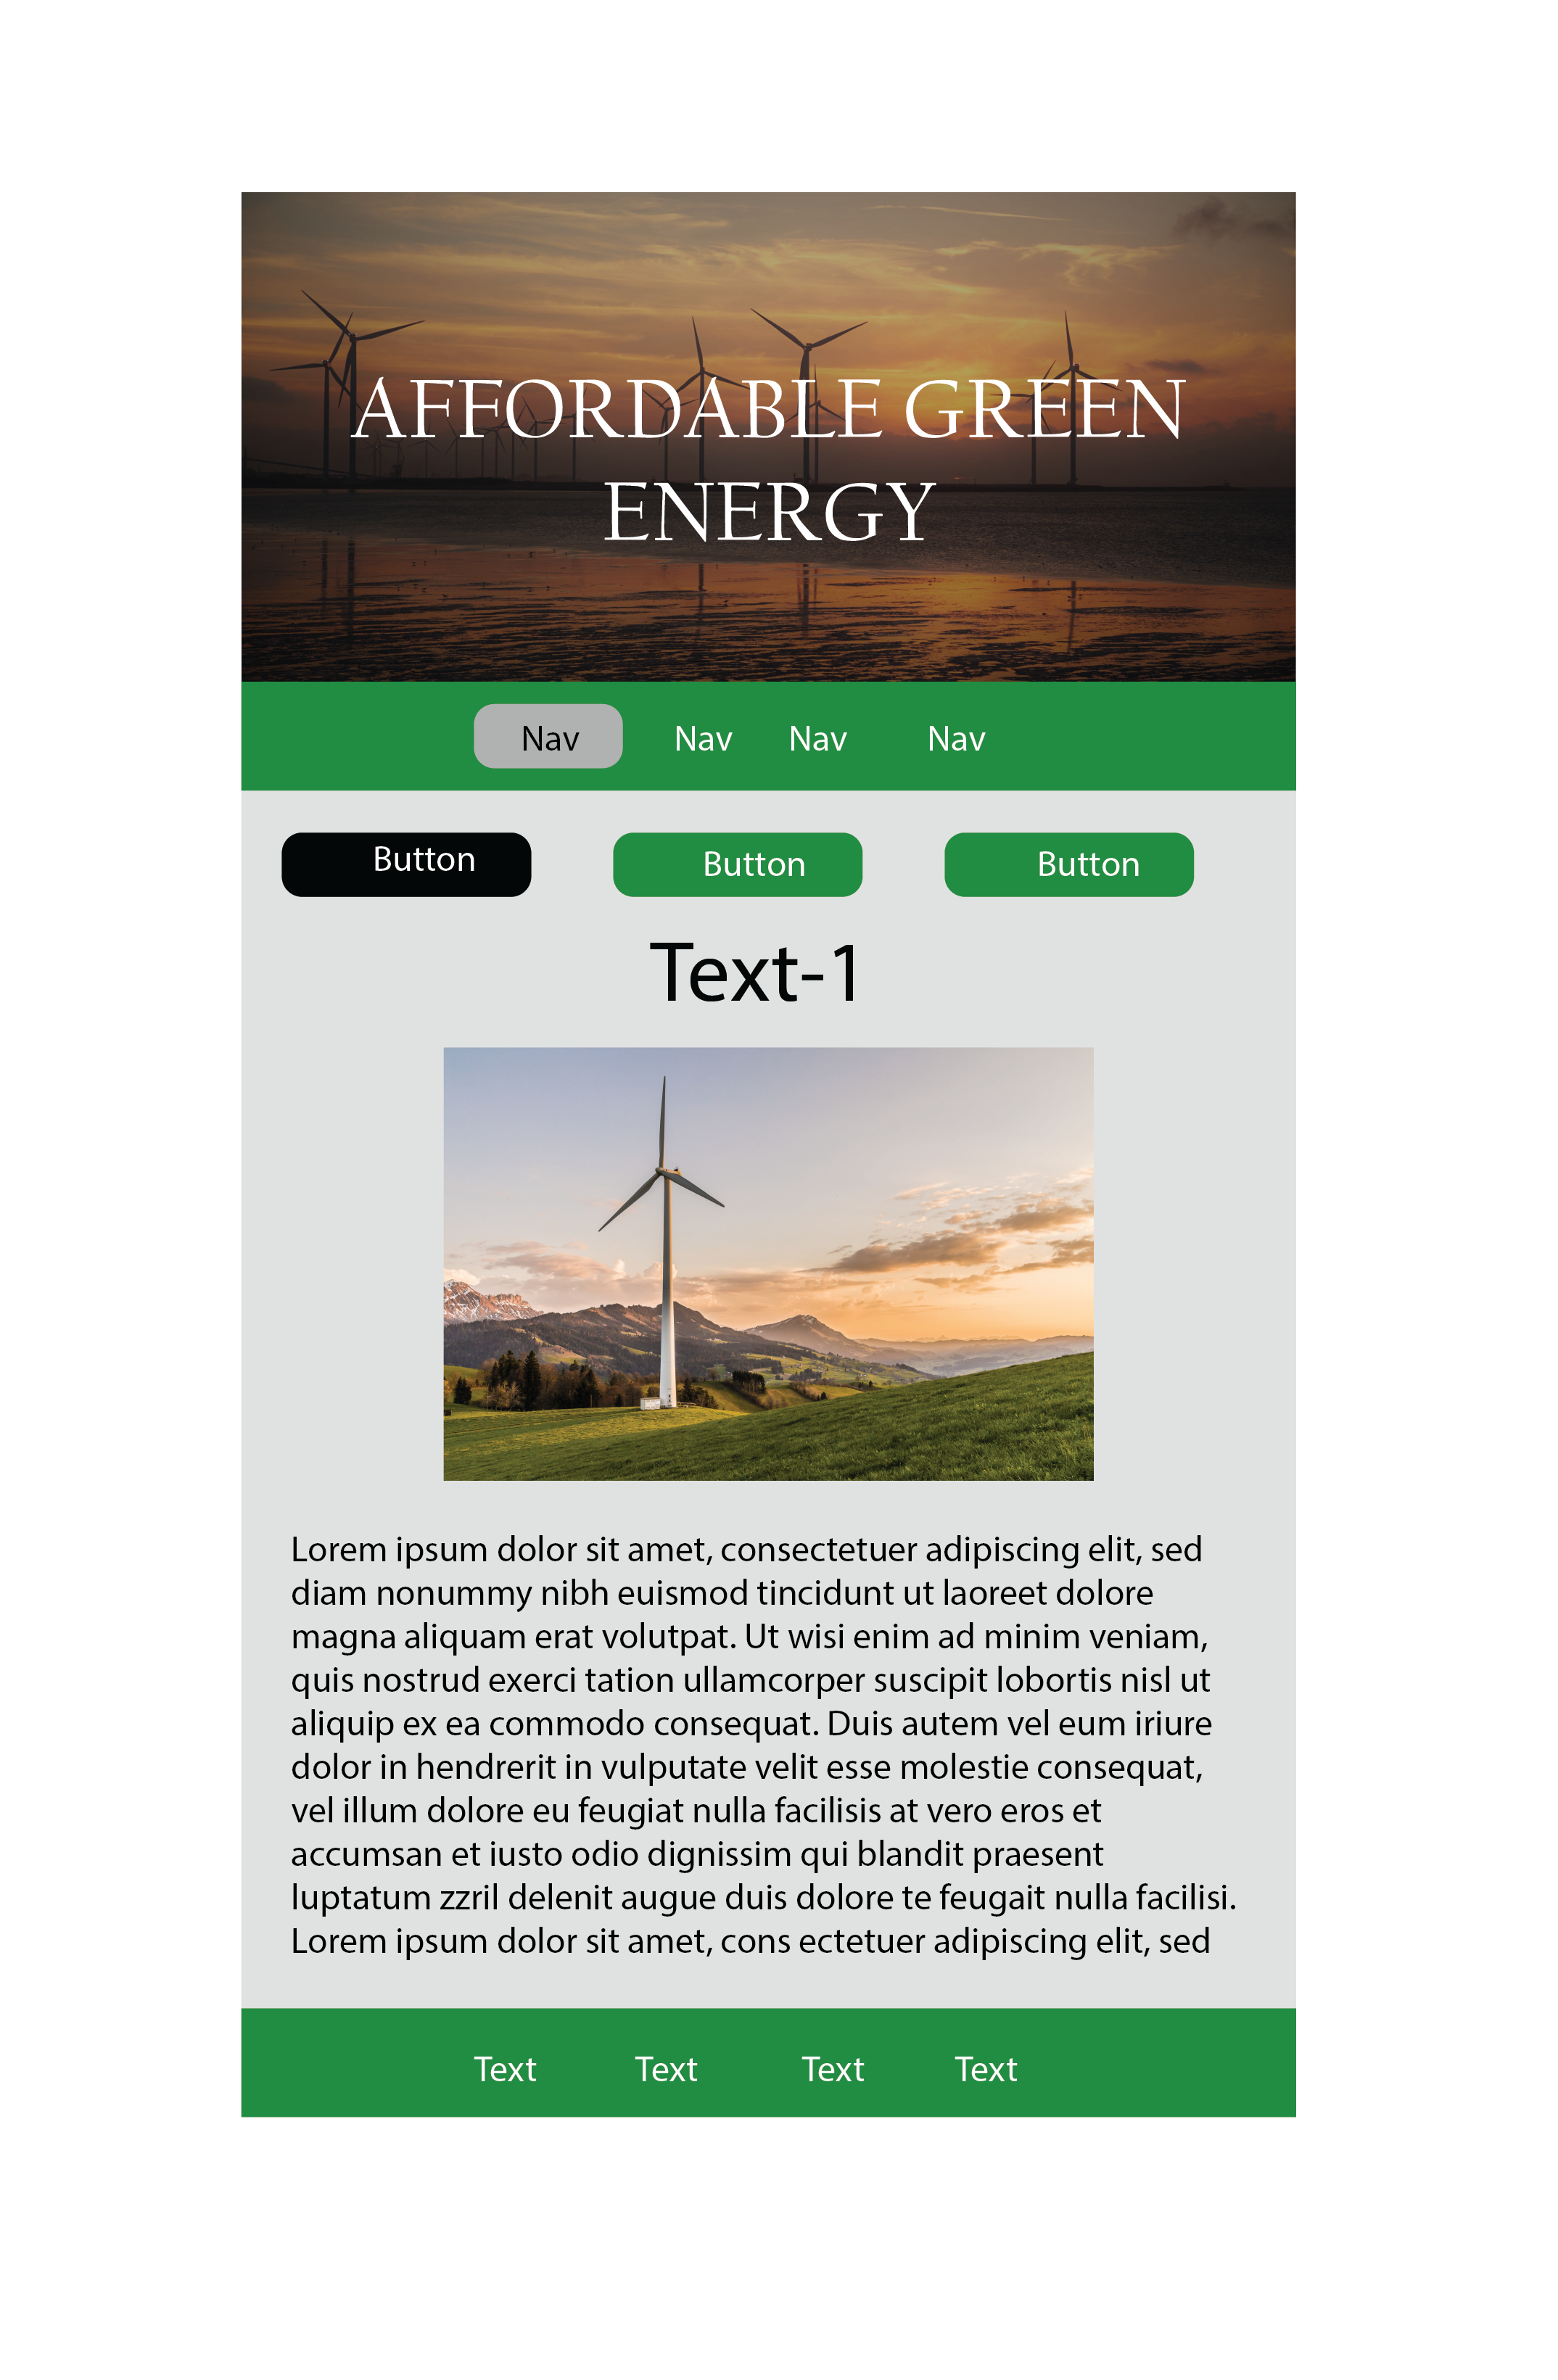 AFFORDABLE GREEN
ENERGY
Nav Nav Nav Nav
Button Button Button
Text-1
Lorem ipsum dolor sit amet, consectetuer adipiscing elit, sed
diam nonummy nibh euismod tincidunt ut laoreet dolore
magna aliquam erat volutpat. Ut wisi enim ad minim veniam,
quis nostrud exerci tation ullamcorper suscipit lobortis nisl ut
aliquip ex ea commodo consequat. Duis autem vel eum iriure
dolor in hendrerit in vulputate velit esse molestie consequat,
vel illum dolore eu feugiat nulla facilisis at vero eros et
accumsan et iusto odio dignissim qui blandit praesent
luptatum zzril delenit augue duis dolore te feugait nulla facilisi.
Lorem ipsum dolor sit amet, cons ectetuer adipiscing elit, sed
Text Text Text Text